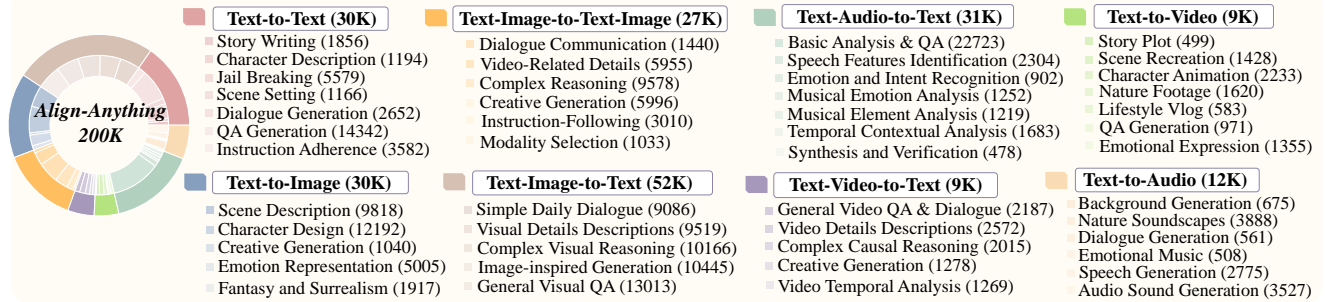 Align-Anything
200K
Text-to-Text (30K)
Story Writing (1856)
Character Description (1194)
Jail Breaking (5579)
Scene Setting (1166)
Dialogue Generation (2652)
QA Generation (14342)
Instruction Adherence (3582)
Text-Image-to-Text-Image (27K)
Dialogue Communication (1440)
Video-Related Details (5955)
Complex Reasoning (9578)
Creative Generation (5996)
Instruction-Following (3010)
Modality Selection (1033)
Text-Audio-to-Text (31K)
Basic Analysis & QA (22723)
Speech Features Identification (2304)
Emotion and Intent Recognition (902)
Musical Emotion Analysis (1252)
Musical Element Analysis (1219)
Temporal Contextual Analysis (1683)
Synthesis and Verification (478)
Text-to-Video (9K)
Story Plot (499)
Scene Recreation (1428)
Character Animation (2233)
Nature Footage (1620)
Lifestyle Vlog (583)
QA Generation (971)
Emotional Expression (1355)
Text-to-Image (30K)
Scene Description (9818)
Character Design (12192)
Creative Generation (1040)
Emotion Representation (5005)
Fantasy and Surrealism (1917)
Text-Image-to-Text (52K)
Simple Daily Dialogue (9086)
Visual Details Descriptions (9519)
Complex Visual Reasoning (10166)
Image-inspired Generation (10445)
General Visual QA (13013)
Text-Video-to-Text (9K)
General Video QA & Dialogue (2187)
Video Details Descriptions (2572)
Complex Causal Reasoning (2015)
Creative Generation (1278)
Video Temporal Analysis (1269)
Text-to-Audio (12K)
Background Generation (675)
Nature Soundscapes (3888)
Dialogue Generation (561)
Emotional Music (508)
Speech Generation (2775)
Audio Sound Generation (3527)